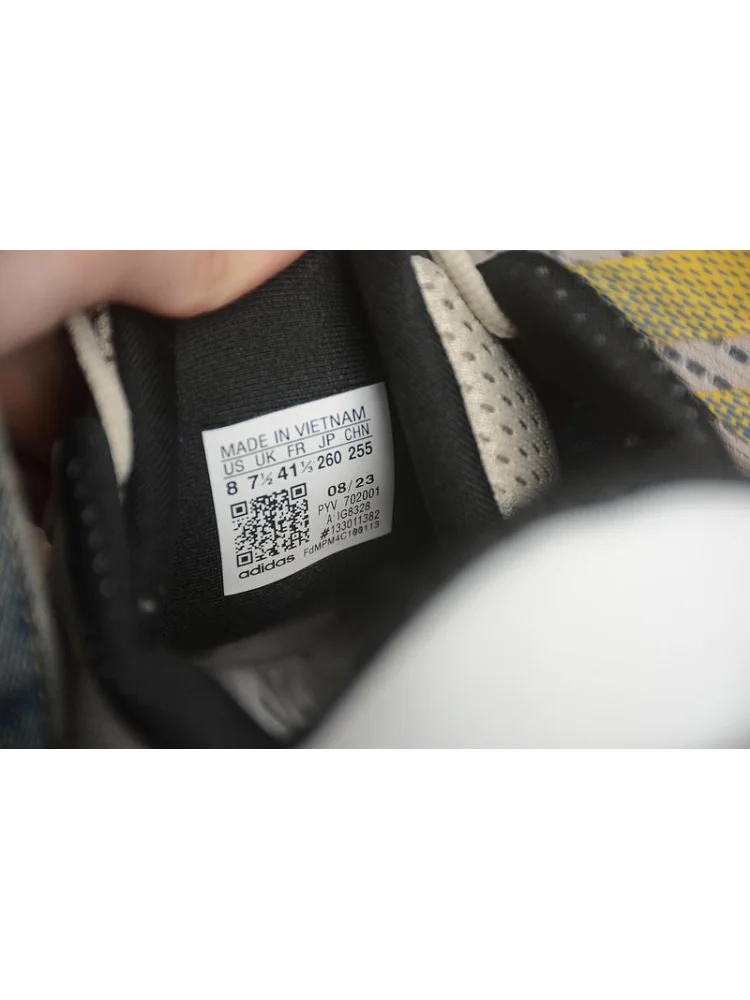 MADE IN VIETNAM
US UK FR JP CHN
8 7½ 41⅓ 260 255
08/23
PYV 702001
A:IG8328
#133011382
FdMPM4C100113
adidas